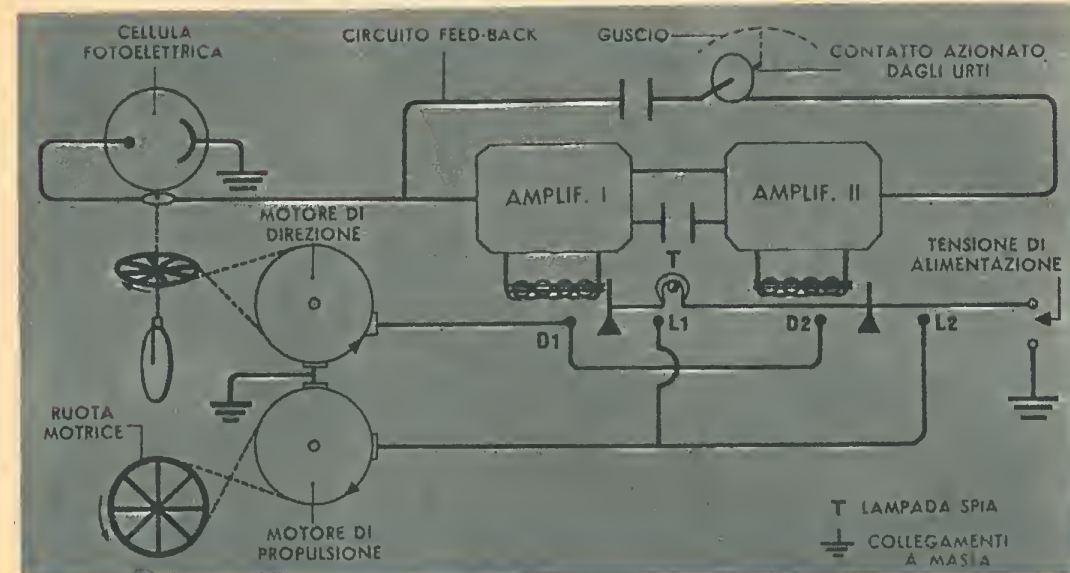 CELLULA
FOTOELETTRICA
CIRCUITO FEED-BACK
GUSCIO
CONTATTO AZIONATO
DAGLI URTI
AMPLIF. I
AMPLIF. II
MOTORE DI
DIREZIONE
T
TENSIONE DI
ALIMENTAZIONE
D1
L1
D2
L2
RUOTA
MOTRICE
MOTORE DI
PROPULSIONE
T LAMPADA SPIA
COLLEGAMENTI
A MASSA